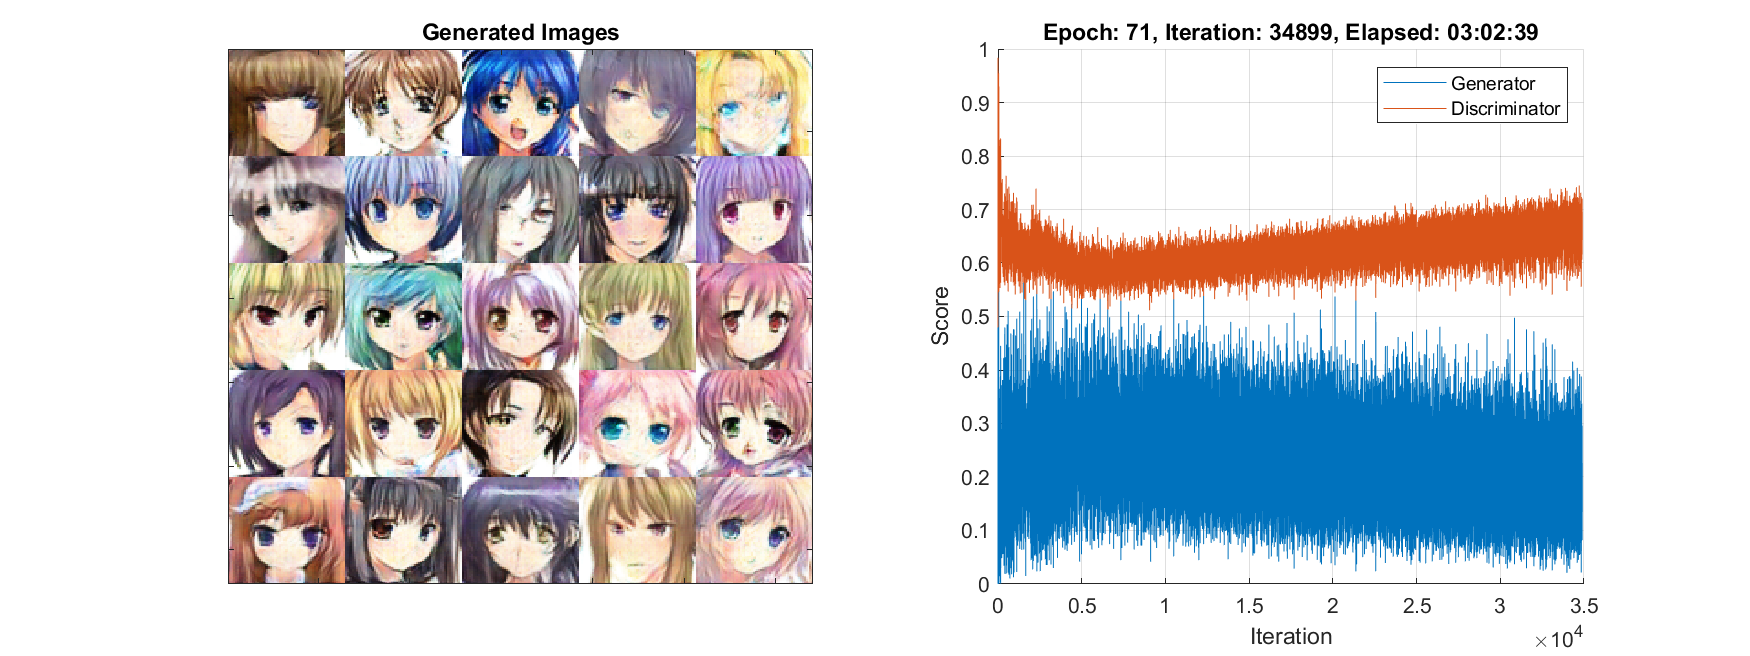 Generated Images
Epoch: 71, Iteration: 34899, Elapsed: 03:02:39
Generator
Discriminator
1
0.9
0.8
0.7
0.6
0.5
0.4
0.3
0.2
0.1
0
Score
0 0.5 1 1.5 2 2.5 3 3.5
Iteration
×10⁴